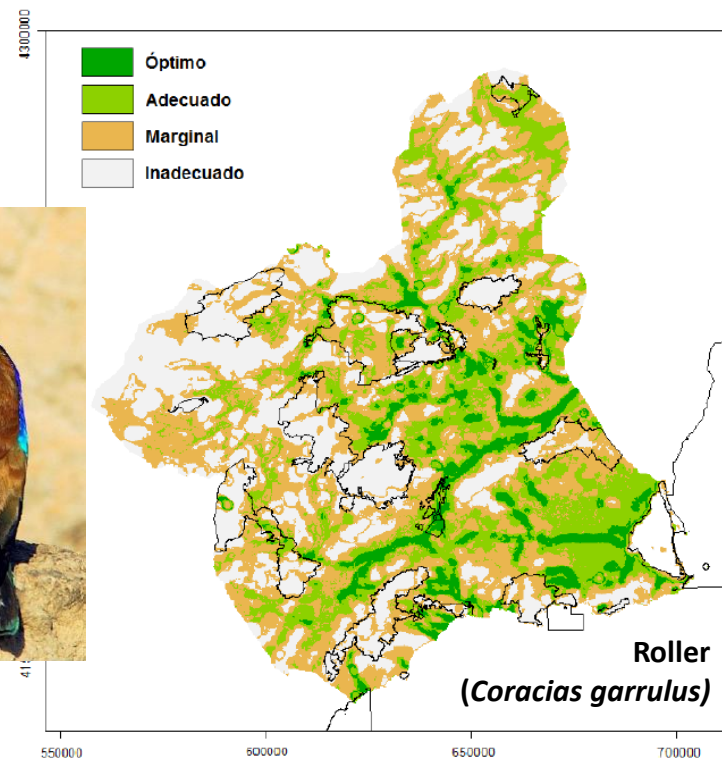 4300000
Óptimo
Adecuado
Marginal
Inadecuado
Roller
(Coracias garrulus)
550000
600000
650000
700000